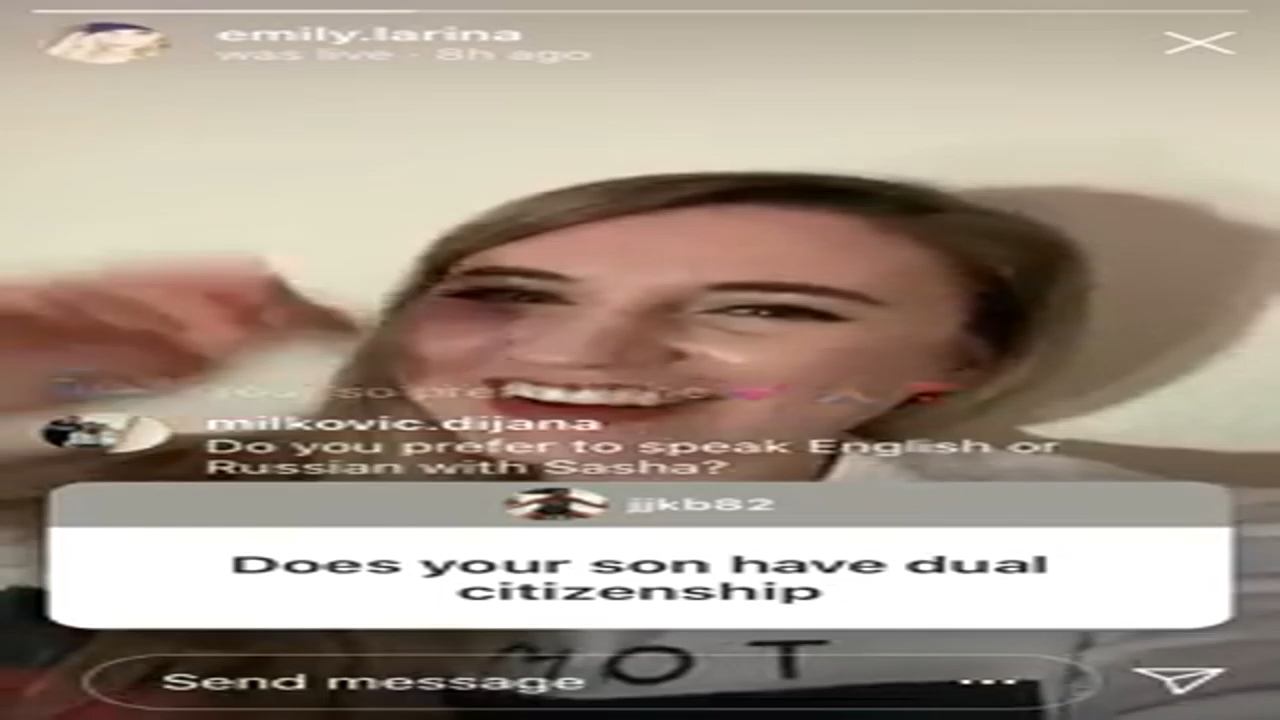 emily.larina
was live · 8h ago
milkovic.dijana
Do you prefer to speak English or
Russian with Sasha?
jjkb82
Does your son have dual
citizenship
OT
Send message